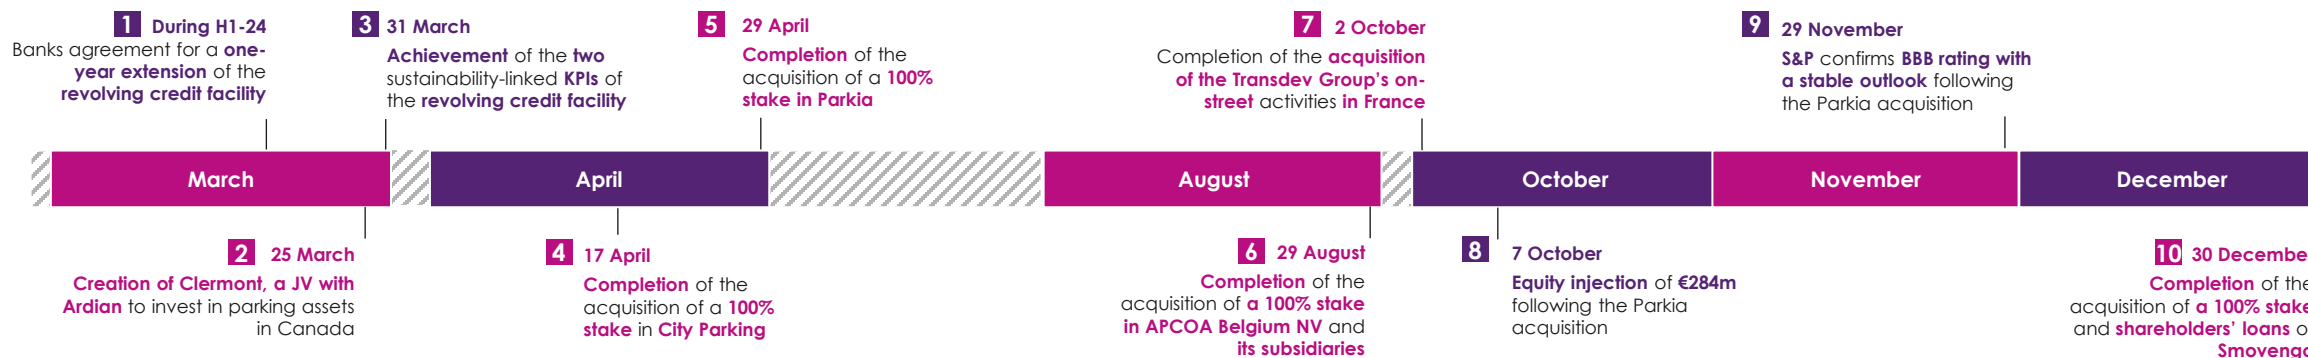 1 During H1-24
Banks agreement for a one-
year extension of the
revolving credit facility
3 31 March
Achievement of the two
sustainability-linked KPIs of
the revolving credit facility
5 29 April
Completion of the
acquisition of a 100%
stake in Parkia
7 2 October
Completion of the acquisition
of the Transdev Group's on-
street activities in France
9 29 November
S&P confirms BBB rating with
a stable outlook following
the Parkia acquisition
March
April
August
October
November
December
2 25 March
Creation of Clermont, a JV with
Ardian to invest in parking assets
in Canada
4 17 April
Completion of the
acquisition of a 100%
stake in City Parking
6 29 August
Completion of the
acquisition of a 100% stake
in APCOA Belgium NV and
its subsidiaries
8 7 October
Equity injection of €284m
following the Parkia
acquisition
10 30 Decembe
Completion of the
acquisition of a 100% stake
and shareholders' loans o
Smovengo